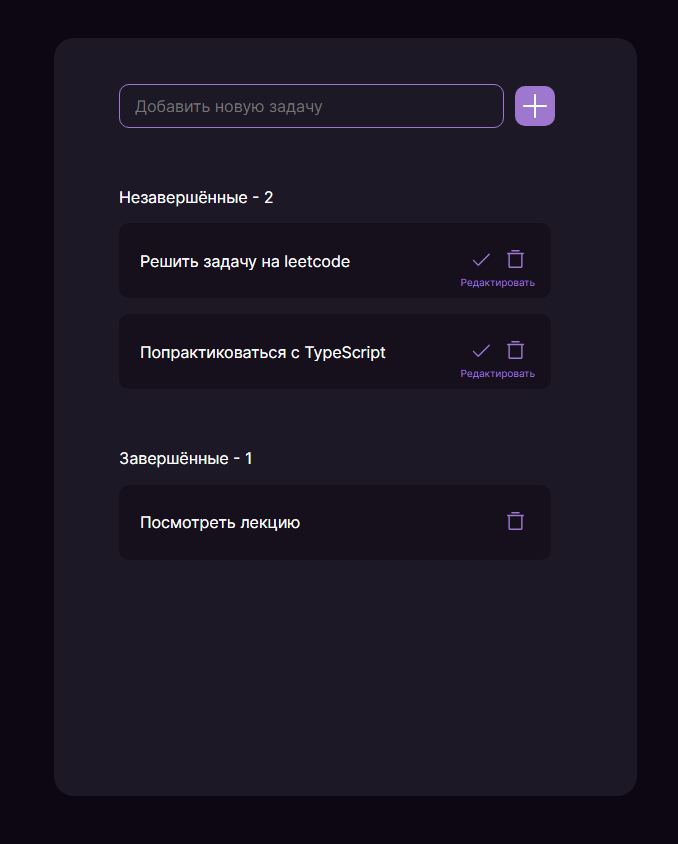 Добавить новую задачу
Незавершённые - 2
Решить задачу на leetcode
Редактировать
Попрактиковаться с TypeScript
Редактировать
Завершённые - 1
Посмотреть лекцию